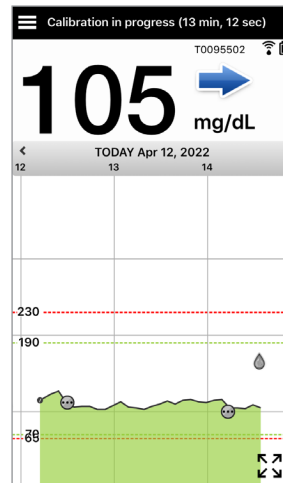 Calibration in progress (13 min, 12 sec)
T0095502
105
mg/dL
TODAY Apr 12, 2022
12 13 14
230
190
70
65